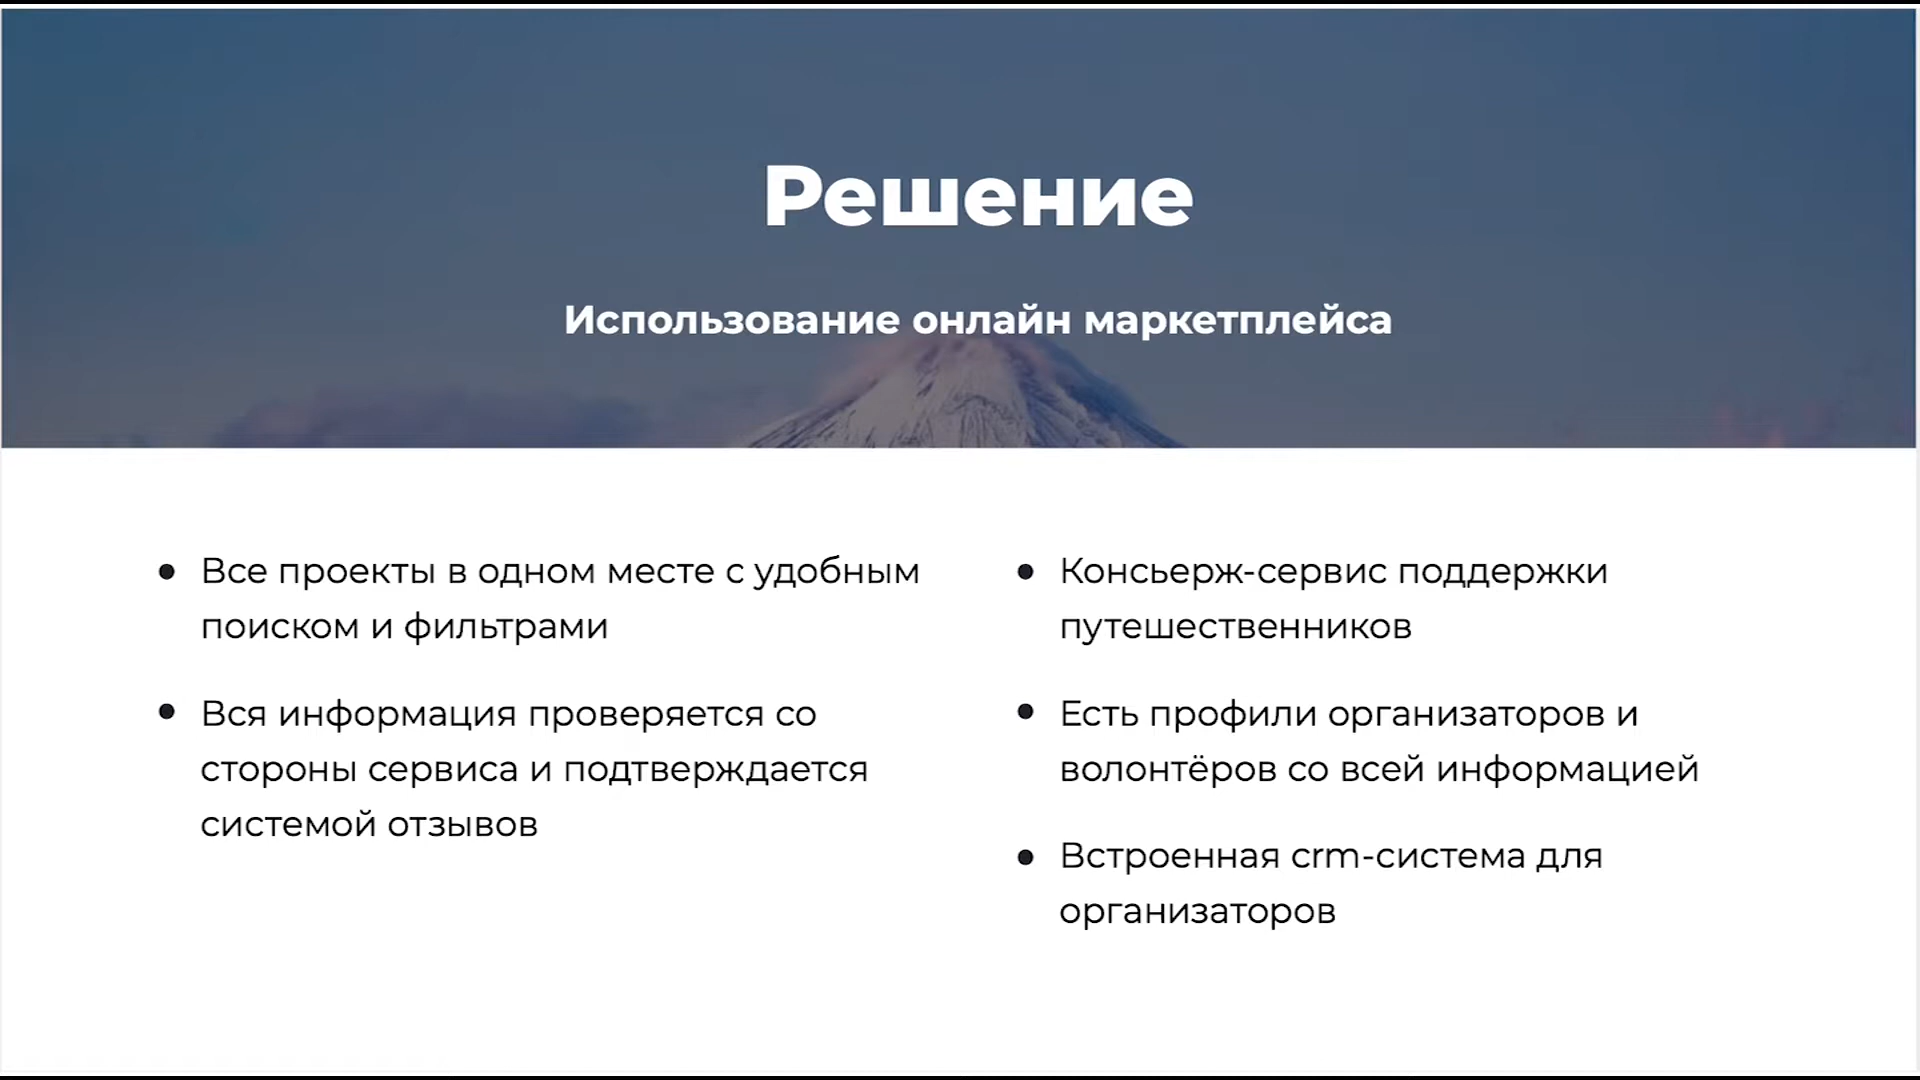 Решение
Использование онлайн маркетплейса
Все проекты в одном месте с удобным
поиском и фильтрами
Вся информация проверяется со
стороны сервиса и подтверждается
системой отзывов
Консьерж-сервис поддержки
путешественников
Есть профили организаторов и
волонтёров со всей информацией
Встроенная crm-система для
организаторов